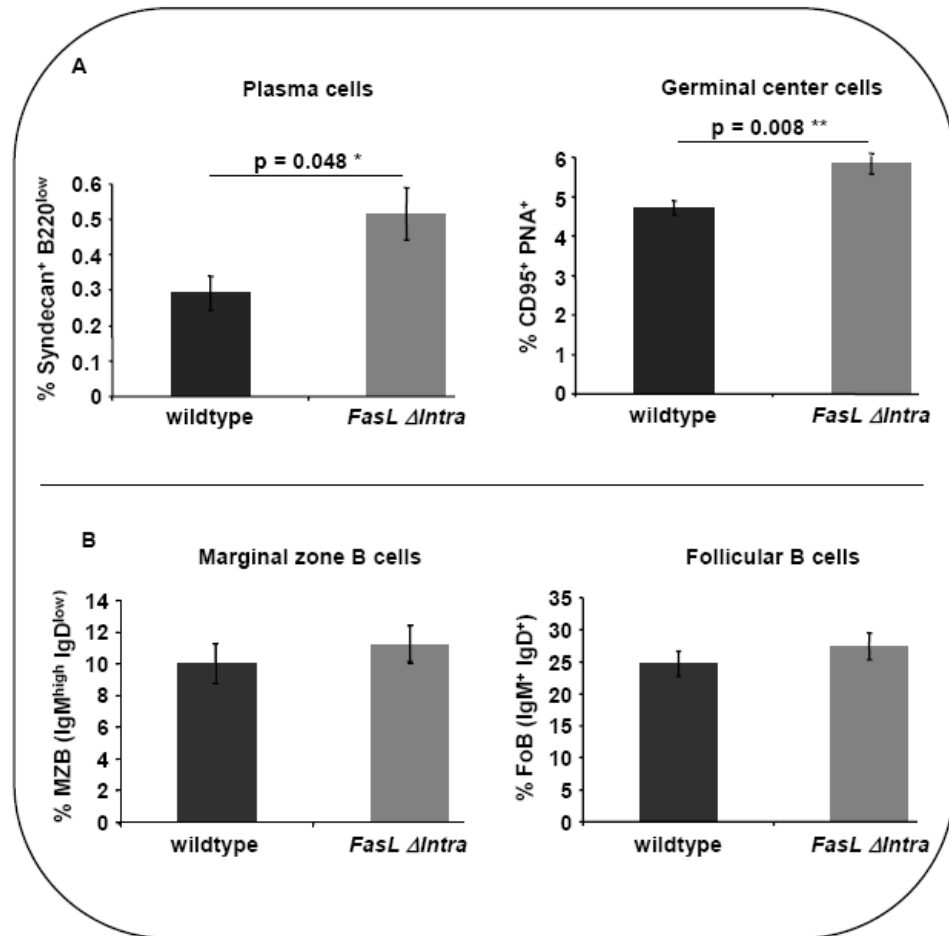 A
Plasma cells
p = 0.048 *
% Syndecan⁺ B220ˡᵒʷ
0.6
0.5
0.4
0.3
0.2
0.1
0
wildtype
FasL ΔIntra
Germinal center cells
p = 0.008 **
% CD95⁺ PNA⁺
6
5
4
3
2
1
0
wildtype
FasL ΔIntra
B
Marginal zone B cells
% MZB (IgMʰⁱᵍʰ IgDˡᵒʷ)
14
12
10
8
6
4
2
0
wildtype
FasL ΔIntra
Follicular B cells
% FoB (IgM⁺ IgD⁺)
35
30
25
20
15
10
5
0
wildtype
FasL ΔIntra